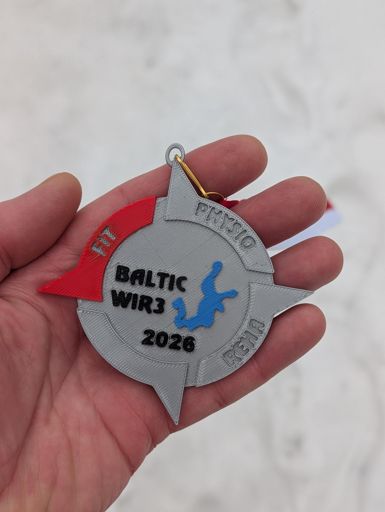 PHYSIO
FIT
BALTIC
WIR3
2026
REHA